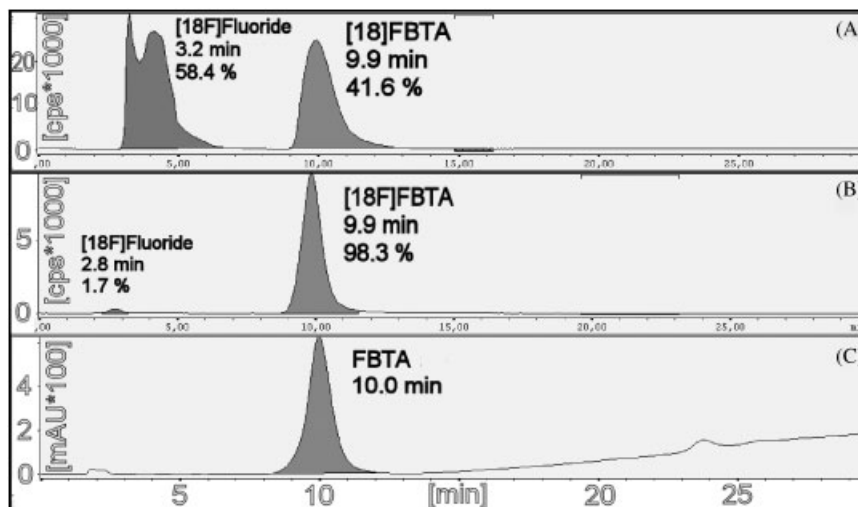 [18F]Fluoride
3.2 min
58.4 %
[18]FBTA
9.9 min
41.6 %
(A)
[cps*1000]
20
10
0
,00 5,00 10,00 15,00 20,00 25,00
[18F]Fluoride
2.8 min
1.7 %
[18F]FBTA
9.9 min
98.3 %
(B)
[cps*1000]
5
0
,00 5,00 10,00 15,00 20,00 25,00
FBTA
10.0 min
(C)
[mAU*100]
4
2
0
5 10 [min] 20 25